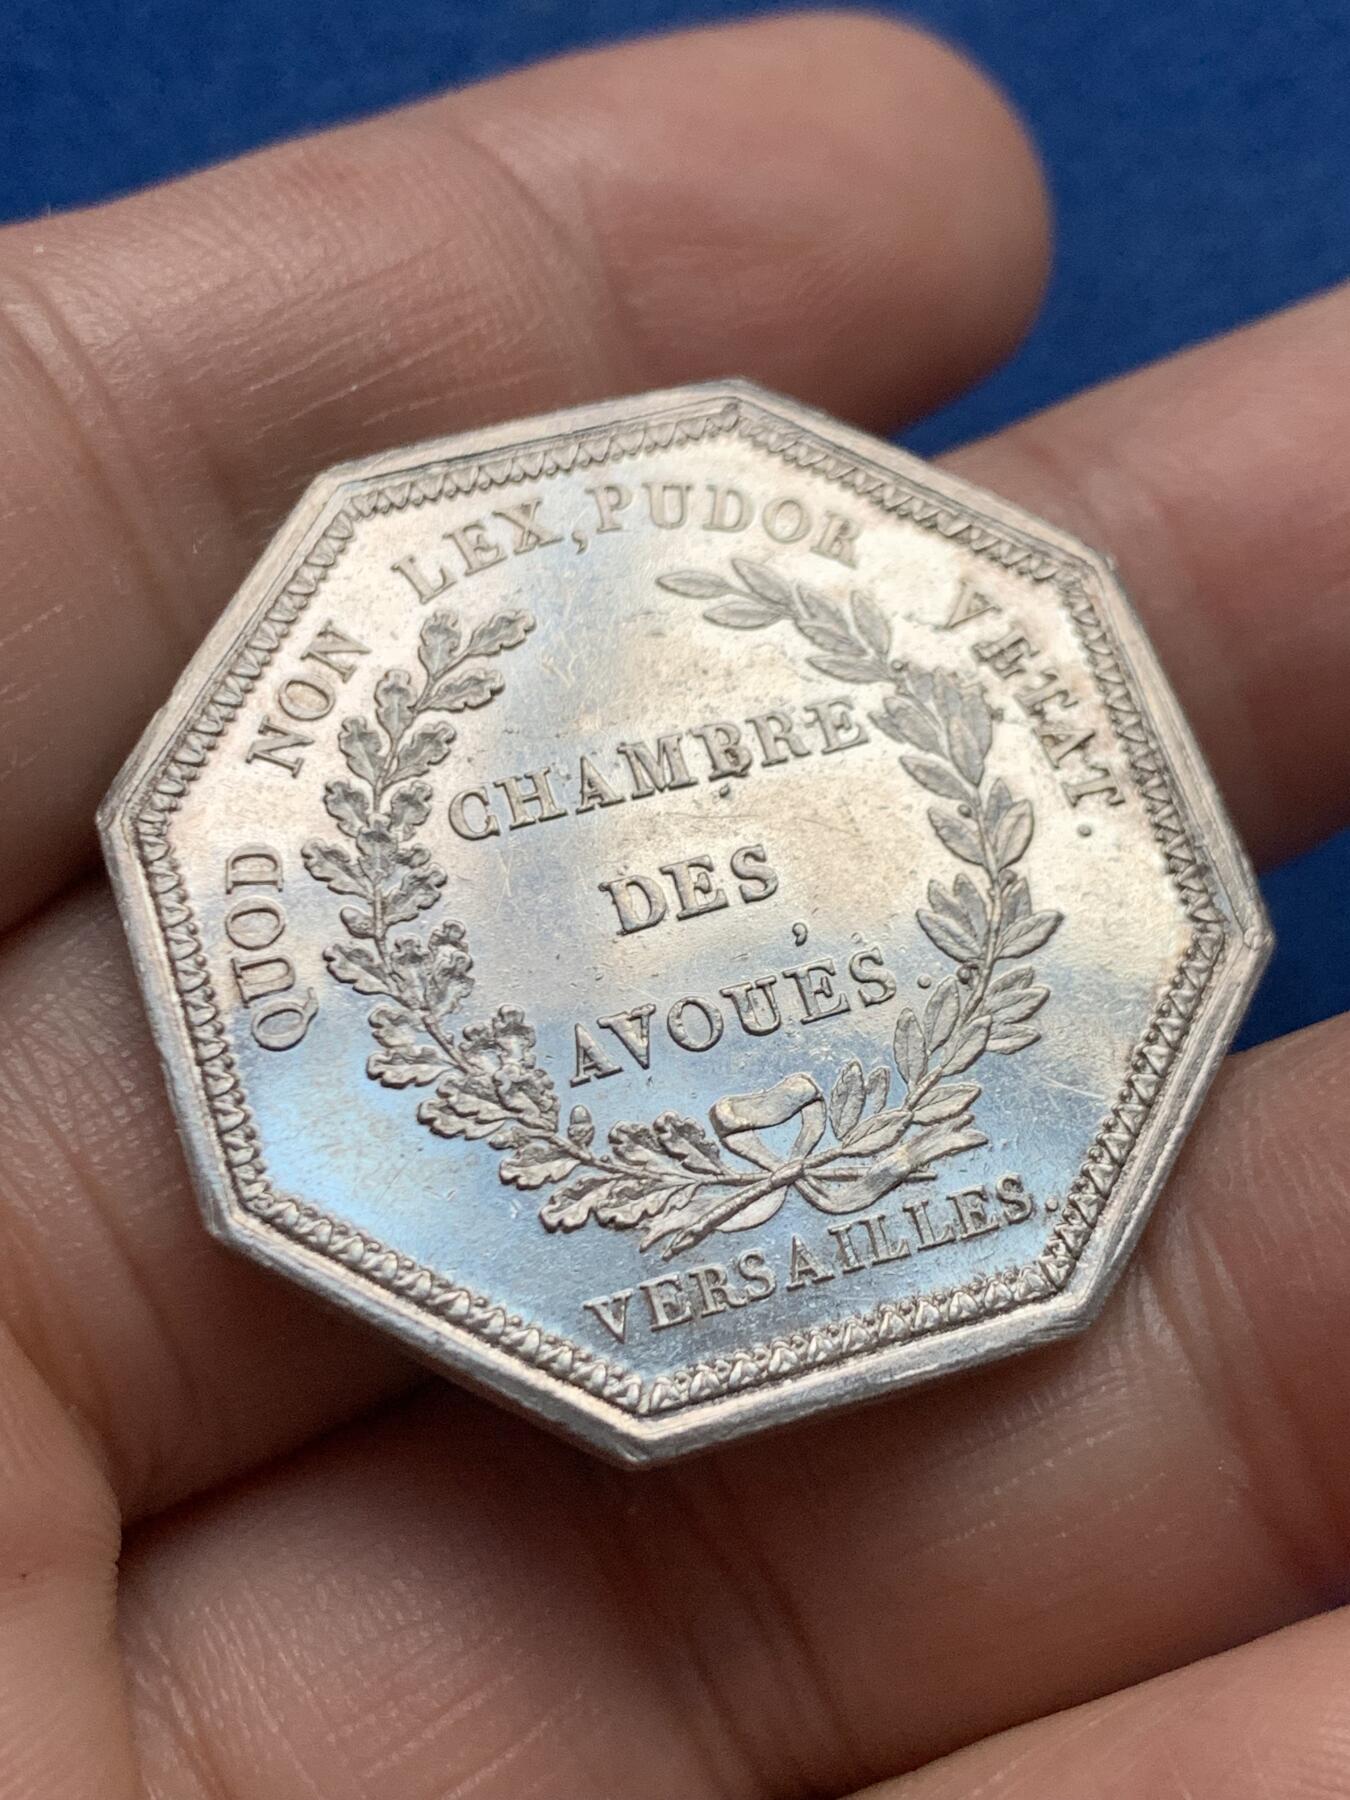 QUOD NON LEX, PUDOR VETAT.
CHAMBRE
DES
AVOUÉS.
VERSAILLES.